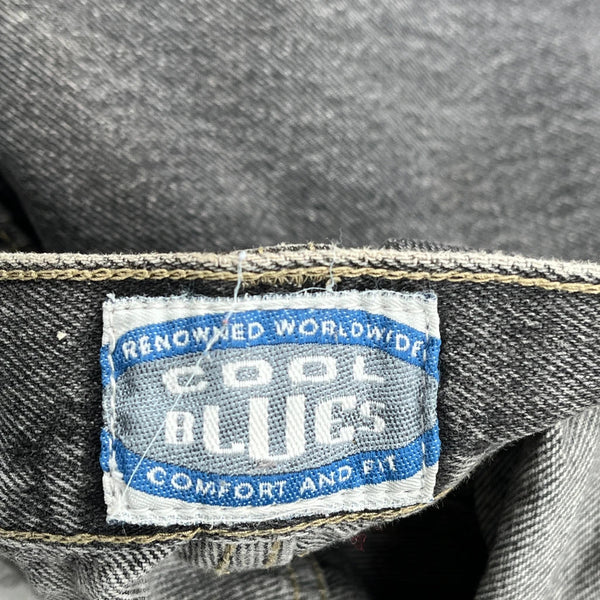 RENOWNED WORLDWIDE
COOL
BLUES
COMFORT AND FIT